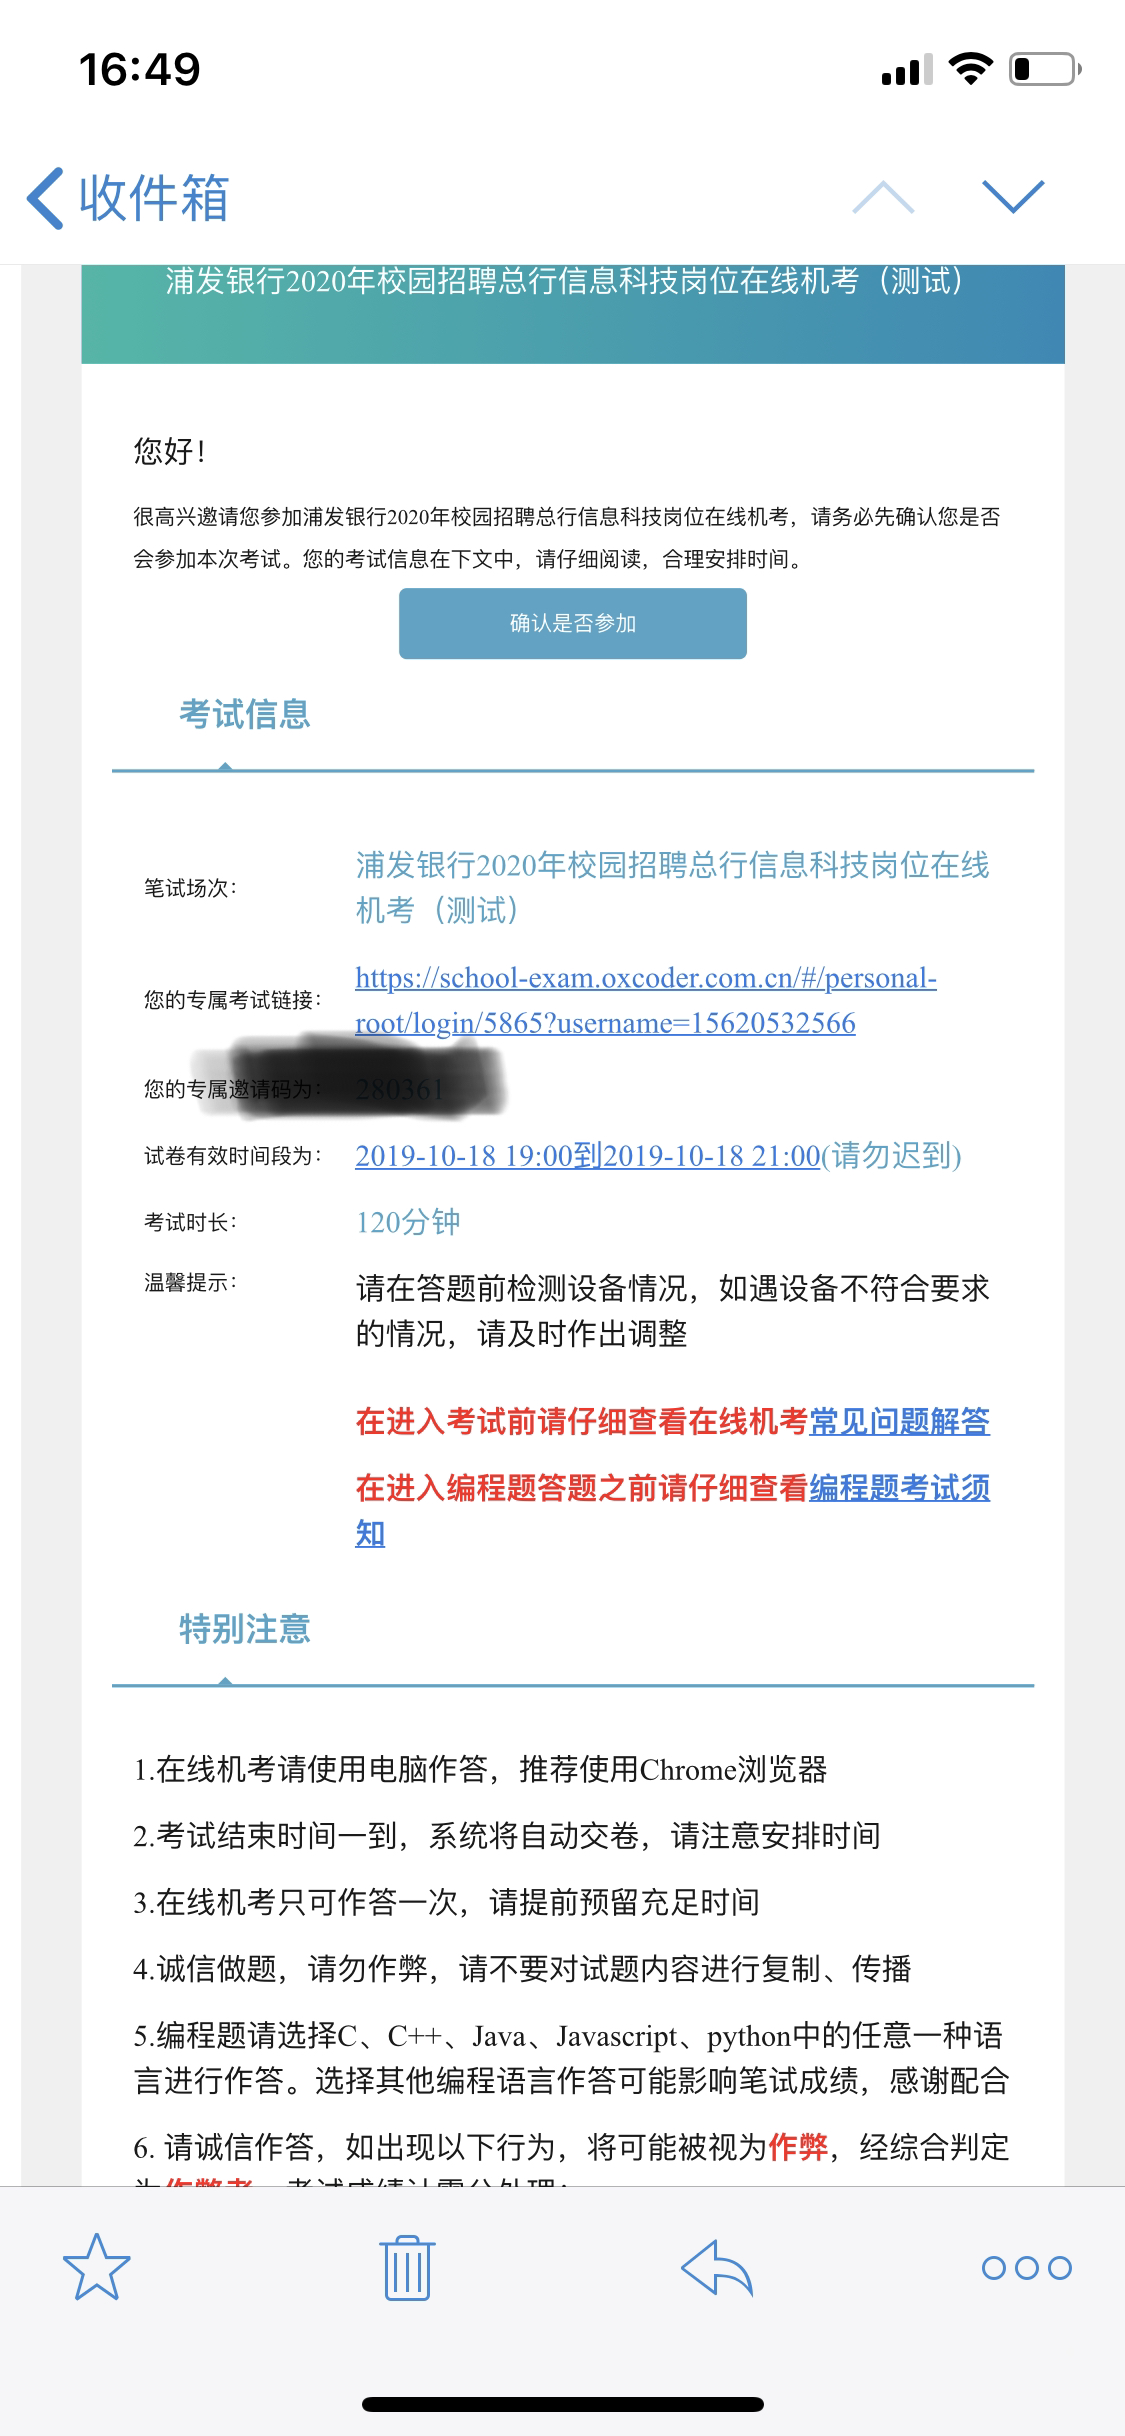 16:49
收件箱
浦发银行2020年校园招聘总行信息科技岗位在线机考（测试）
您好！
很高兴邀请您参加浦发银行2020年校园招聘总行信息科技岗位在线机考，请务必先确认您是否
会参加本次考试。您的考试信息在下文中，请仔细阅读，合理安排时间。
确认是否参加
考试信息
笔试场次：
浦发银行2020年校园招聘总行信息科技岗位在线
机考（测试）
您的专属考试链接：
https://school-exam.oxcoder.com.cn/#/personal-
root/login/5865?username=15620532566
您的专属邀请码为：
试卷有效时间段为：
2019-10-18 19:00到2019-10-18 21:00(请勿迟到)
考试时长：
120分钟
温馨提示：
请在答题前检测设备情况，如遇设备不符合要求
的情况，请及时作出调整
在进入考试前请仔细查看在线机考常见问题解答
在进入编程题答题之前请仔细查看编程题考试须
知
特别注意
1.在线机考请使用电脑作答，推荐使用Chrome浏览器
2.考试结束时间一到，系统将自动交卷，请注意安排时间
3.在线机考只可作答一次，请提前预留充足时间
4.诚信做题，请勿作弊，请不要对试题内容进行复制、传播
5.编程题请选择C、C++、Java、Javascript、python中的任意一种语
言进行作答。选择其他编程语言作答可能影响笔试成绩，感谢配合
6. 请诚信作答，如出现以下行为，将可能被视为作弊，经综合判定